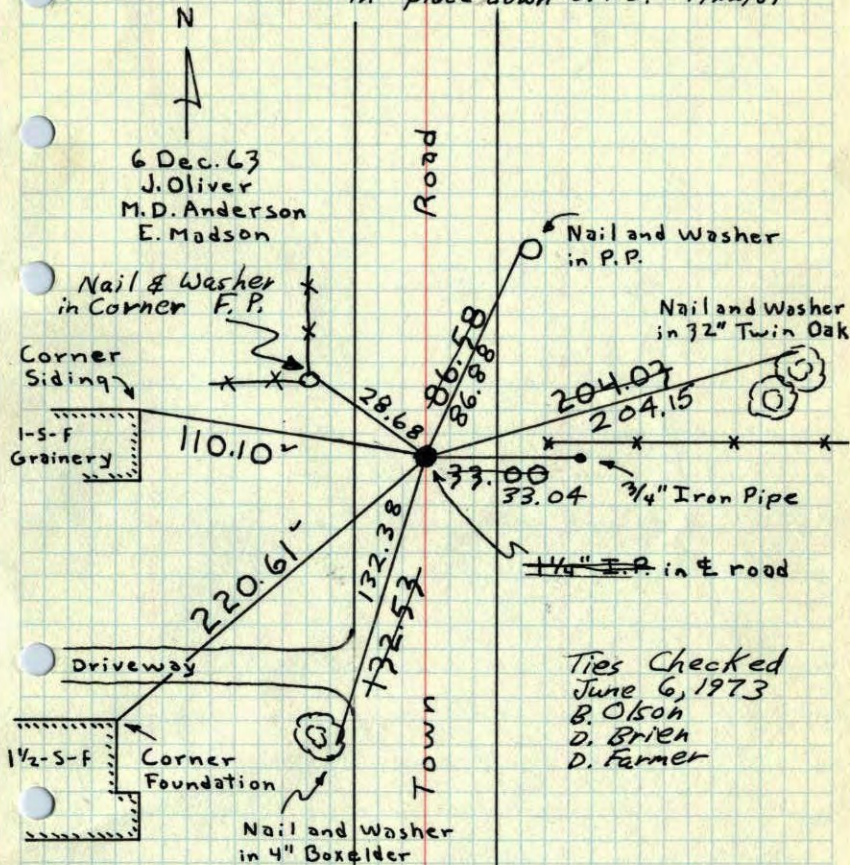 in place down
N
6 Dec. 63
J. Oliver
M.D. Anderson
E. Madson
Road
Nail and Washer
in P.P.
Nail & Washer
in Corner F.P.
Nail and Washer
in 32" Twin Oak
Corner
Siding
86.58
86.88
204.07
204.15
28.68
1-S-F
Grainery
110.10
33.00
33.04
3/4" Iron Pipe
1 1/4" I.P. in ℄ road
220.61
132.38
132.53
Driveway
Ties Checked
June 6, 1973
B. Olson
D. Brien
D. Farmer
1½-S-F
Corner
Foundation
Town
Nail and Washer
in 4" Boxelder